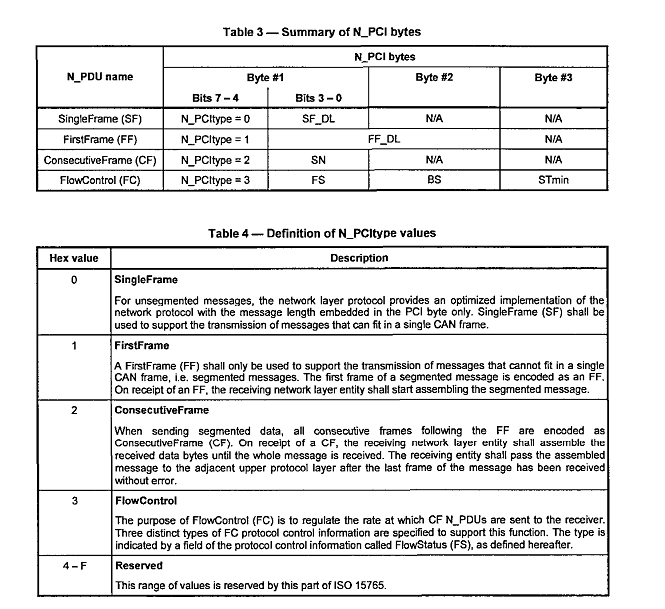 Table 3 — Summary of N_PCI bytes
N_PDU name
N_PCI bytes
Byte #1
Byte #2
Byte #3
Bits 7 – 4
Bits 3 – 0
SingleFrame (SF)
N_PCItype = 0
SF_DL
N/A
N/A
FirstFrame (FF)
N_PCItype = 1
FF_DL
N/A
ConsecutiveFrame (CF)
N_PCItype = 2
SN
N/A
N/A
FlowControl (FC)
N_PCItype = 3
FS
BS
STmin
Table 4 — Definition of N_PCItype values
Hex value
Description
0
SingleFrame
For unsegmented messages, the network layer protocol provides an optimized implementation of the
network protocol with the message length embedded in the PCI byte only. SingleFrame (SF) shall be
used to support the transmission of messages that can fit in a single CAN frame.
1
FirstFrame
A FirstFrame (FF) shall only be used to support the transmission of messages that cannot fit in a single
CAN frame, i.e. segmented messages. The first frame of a segmented message is encoded as an FF.
On receipt of an FF, the receiving network layer entity shall start assembling the segmented message.
2
ConsecutiveFrame
When sending segmented data, all consecutive frames following the FF are encoded as
ConsecutiveFrame (CF). On receipt of a CF, the receiving network layer entity shall assemble the
received data bytes until the whole message is received. The receiving entity shall pass the assembled
message to the adjacent upper protocol layer after the last frame of the message has been received
without error.
3
FlowControl
The purpose of FlowControl (FC) is to regulate the rate at which CF N_PDUs are sent to the receiver.
Three distinct types of FC protocol control information are specified to support this function. The type is
indicated by a field of the protocol control information called FlowStatus (FS), as defined hereafter.
4 – F
Reserved
This range of values is reserved by this part of ISO 15765.